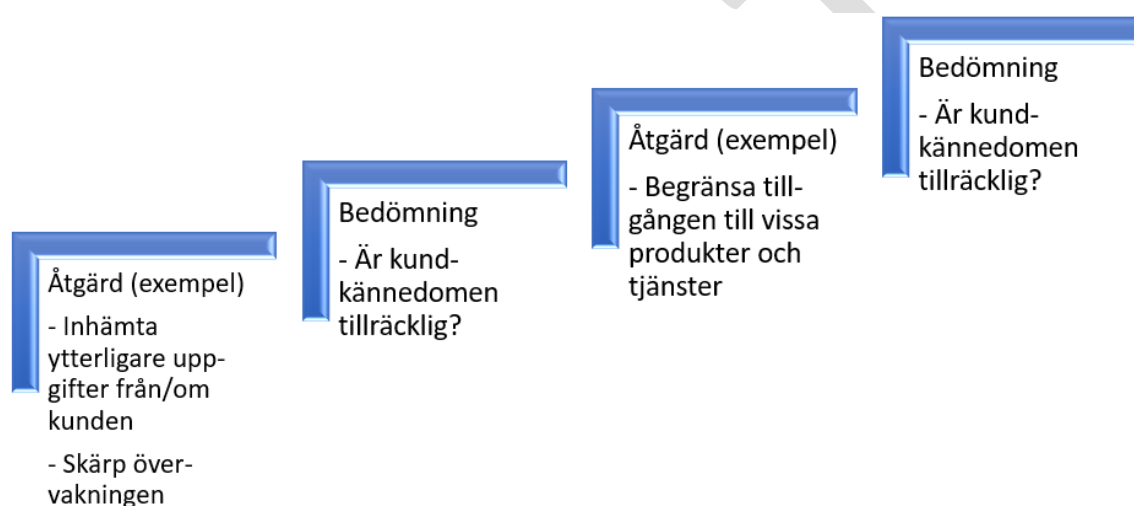 Åtgärd (exempel)
- Inhämta
ytterligare upp-
gifter från/om
kunden
- Skärp över-
vakningen
Bedömning
- Är kund-
kännedomen
tillräcklig?
Åtgärd (exempel)
- Begränsa till-
gången till vissa
produkter och
tjänster
Bedömning
- Är kund-
kännedomen
tillräcklig?